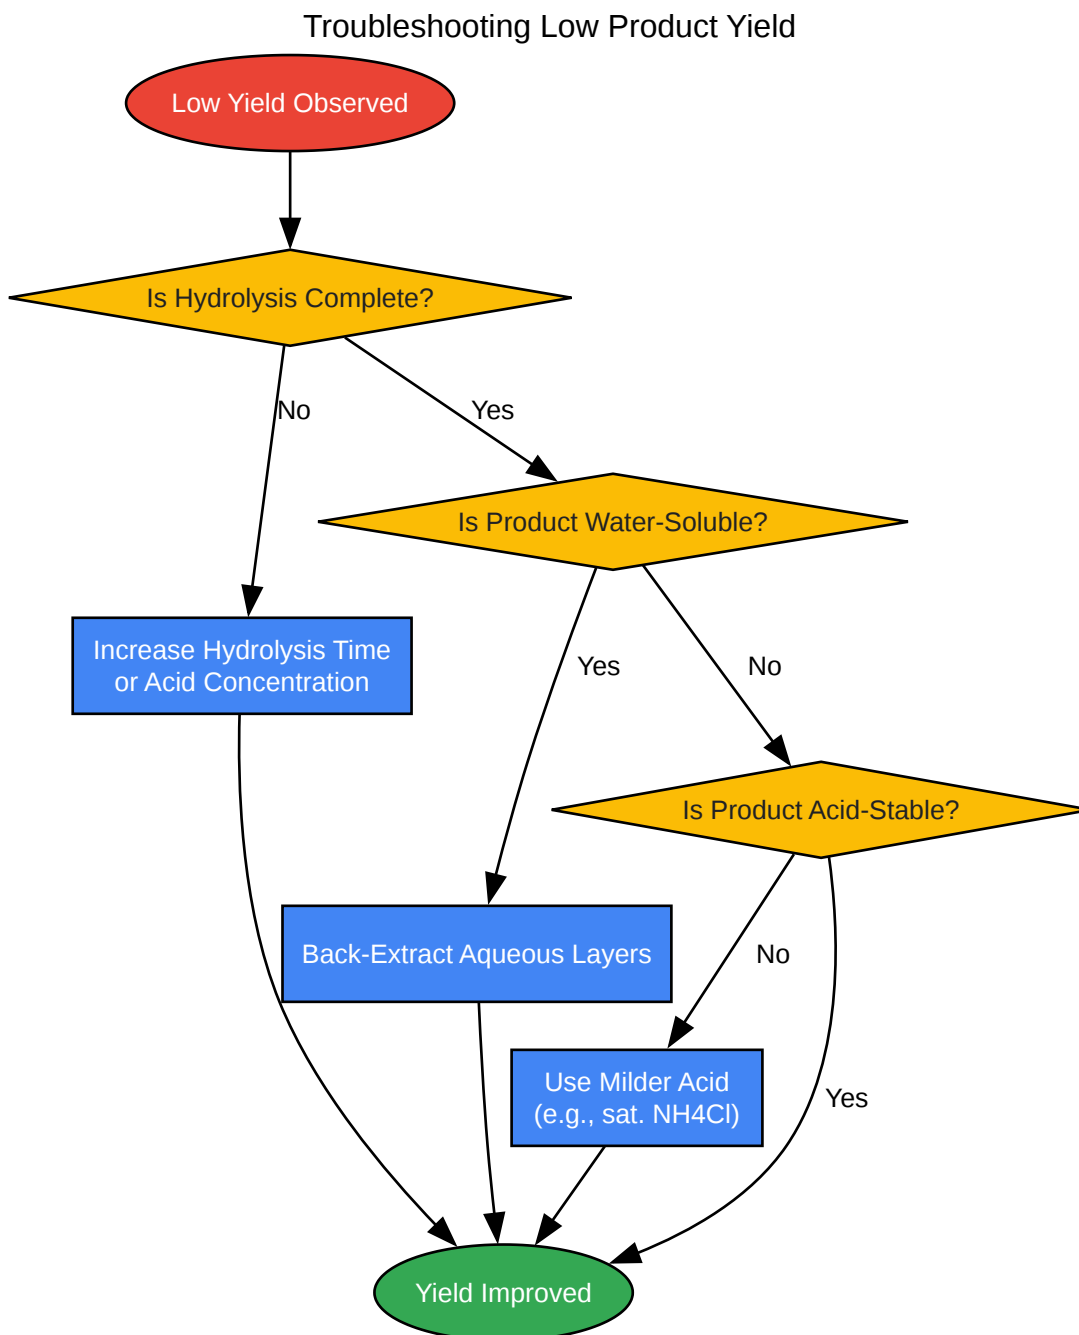 Troubleshooting Low Product Yield
Low Yield Observed
Is Hydrolysis Complete?
No
Yes
Is Product Water-Soluble?
Increase Hydrolysis Time
or Acid Concentration
Yes
No
Is Product Acid-Stable?
Back-Extract Aqueous Layers
No
Use Milder Acid
(e.g., sat. NH4Cl)
Yes
Yield Improved